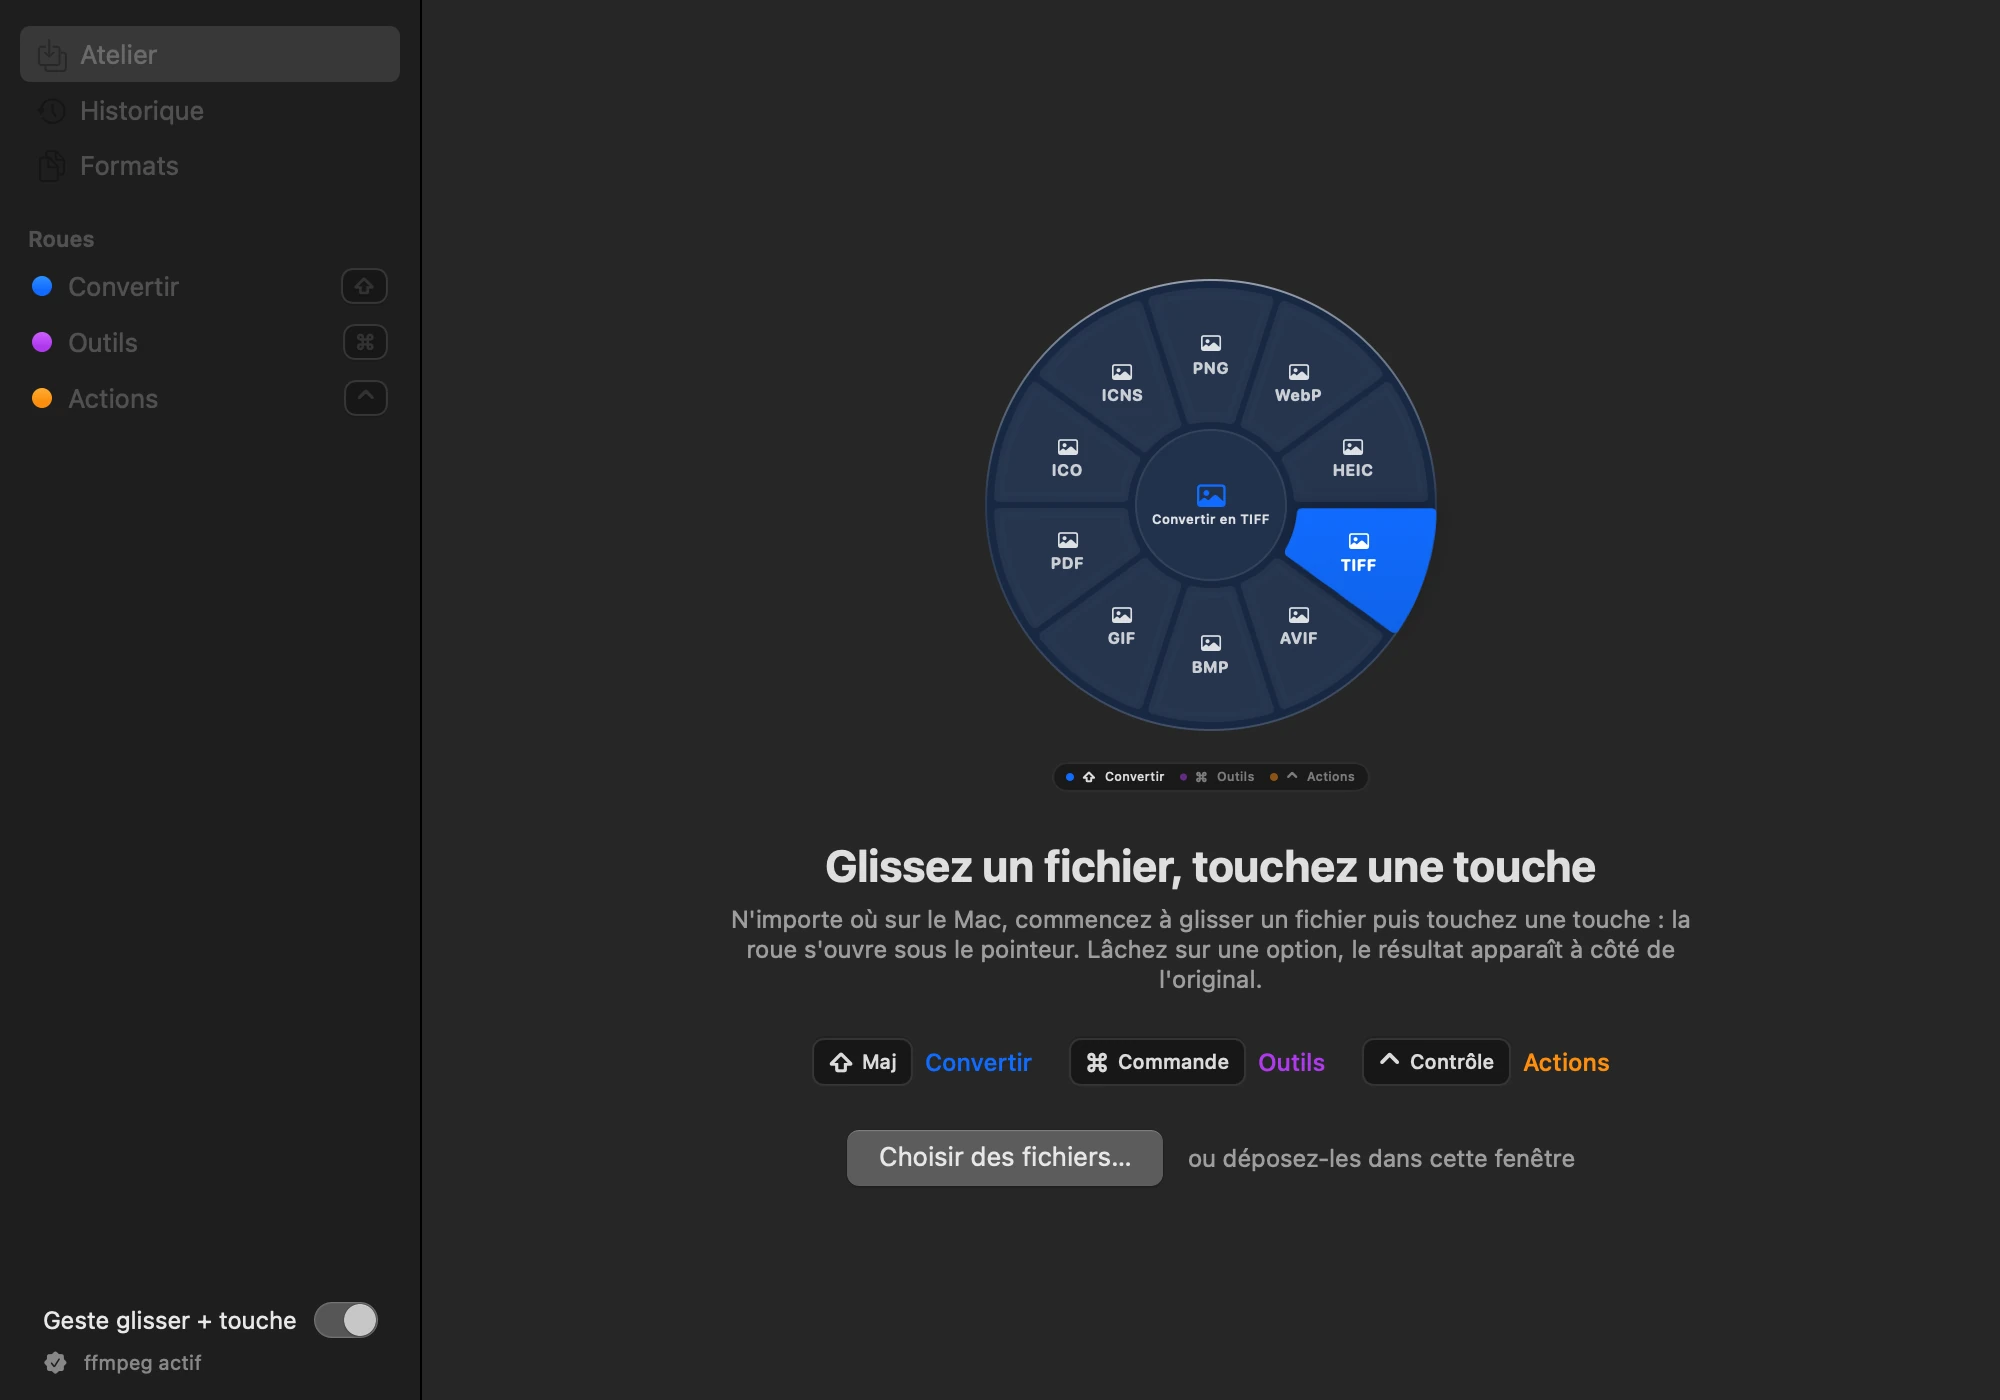 Atelier
Historique
Formats
Roues
Convertir
Outils ⌘
Actions ^
PNG
ICNS
WebP
ICO
HEIC
Convertir en TIFF
PDF
TIFF
GIF
AVIF
BMP
Convertir ⌘ Outils ^ Actions
Glissez un fichier, touchez une touche
N'importe où sur le Mac, commencez à glisser un fichier puis touchez une touche : la
roue s'ouvre sous le pointeur. Lâchez sur une option, le résultat apparaît à côté de
l'original.
Maj Convertir ⌘ Commande Outils ^ Contrôle Actions
Choisir des fichiers... ou déposez-les dans cette fenêtre
Geste glisser + touche
ffmpeg actif